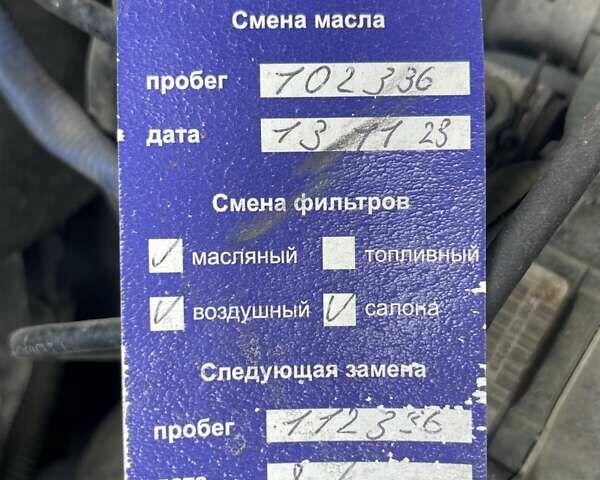 Смена масла
пробег 102336
дата 13 11 23
Смена фильтров
масляный топливный
воздушный салона
Следующая замена
пробег 112336